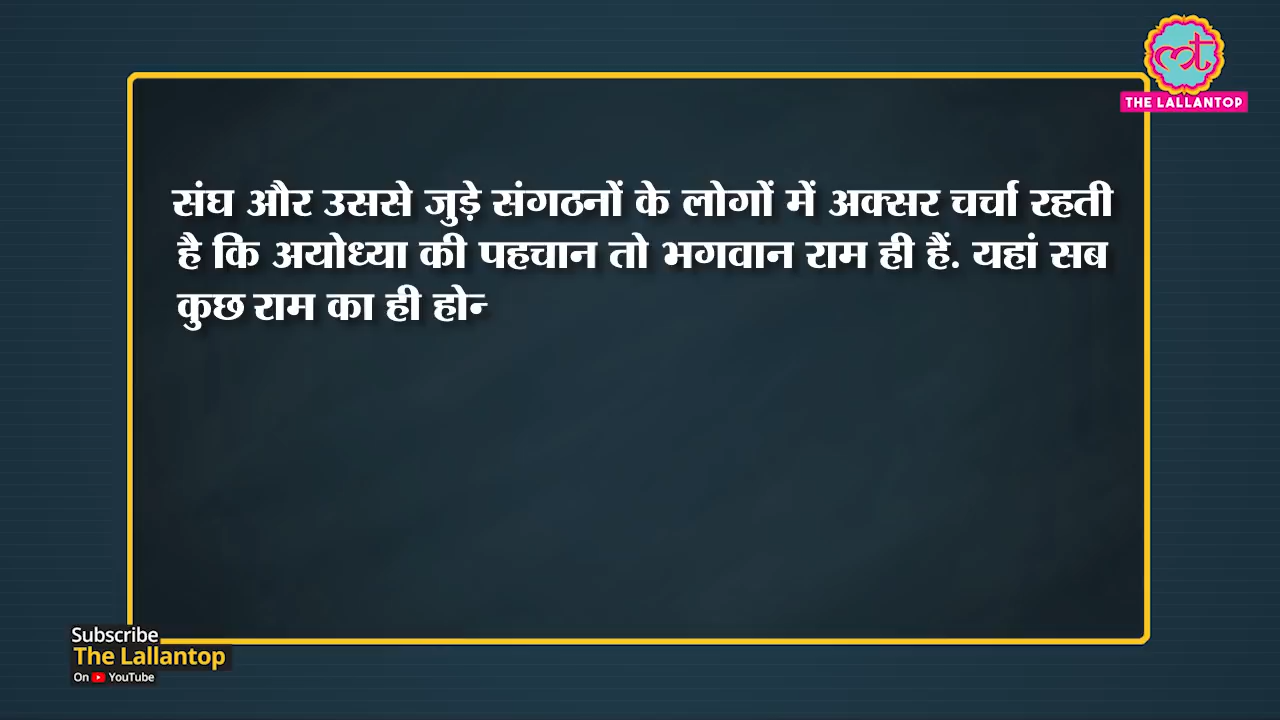 THE LALLANTOP
संघ और उससे जुड़े संगठनों के लोगों में अक्सर चर्चा रहती
है कि अयोध्या की पहचान तो भगवान राम ही हैं. यहां सब
कुछ राम का ही होन्
Subscribe
The Lallantop
On YouTube